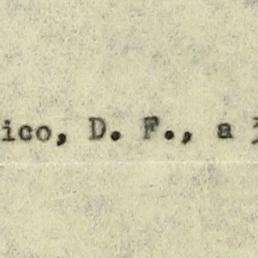 ico, D. F., a